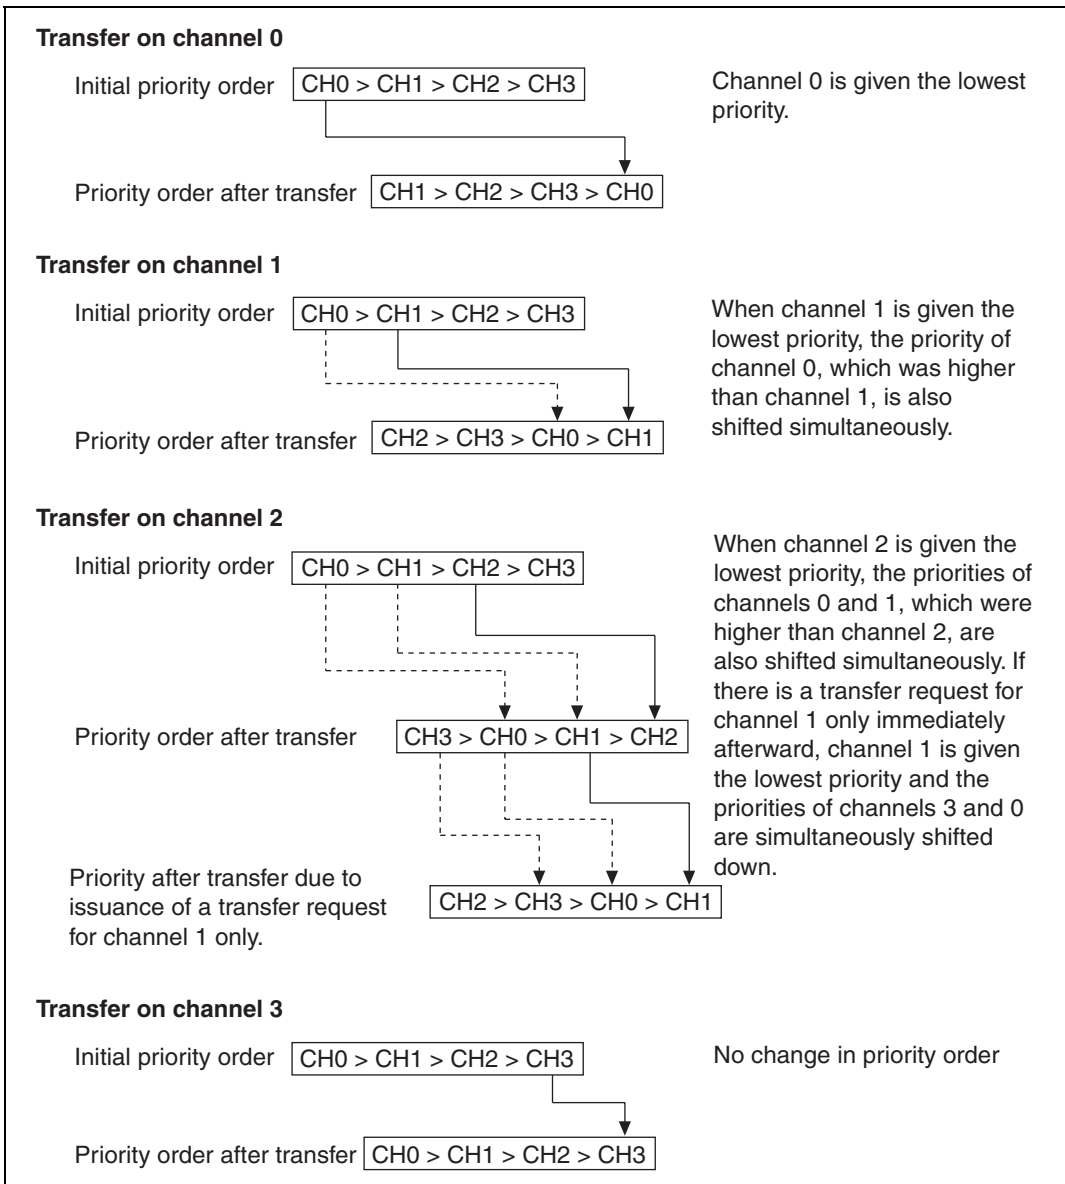 Transfer on channel 0
Initial priority order CH0 > CH1 > CH2 > CH3
Channel 0 is given the lowest
priority.
Priority order after transfer CH1 > CH2 > CH3 > CH0
Transfer on channel 1
Initial priority order CH0 > CH1 > CH2 > CH3
When channel 1 is given the
lowest priority, the priority of
channel 0, which was higher
than channel 1, is also
shifted simultaneously.
Priority order after transfer CH2 > CH3 > CH0 > CH1
Transfer on channel 2
Initial priority order CH0 > CH1 > CH2 > CH3
When channel 2 is given the
lowest priority, the priorities of
channels 0 and 1, which were
higher than channel 2, are
also shifted simultaneously. If
there is a transfer request for
channel 1 only immediately
afterward, channel 1 is given
the lowest priority and the
priorities of channels 3 and 0
are simultaneously shifted
down.
Priority order after transfer CH3 > CH0 > CH1 > CH2
Priority after transfer due to
issuance of a transfer request
for channel 1 only.
CH2 > CH3 > CH0 > CH1
Transfer on channel 3
Initial priority order CH0 > CH1 > CH2 > CH3
No change in priority order
Priority order after transfer CH0 > CH1 > CH2 > CH3